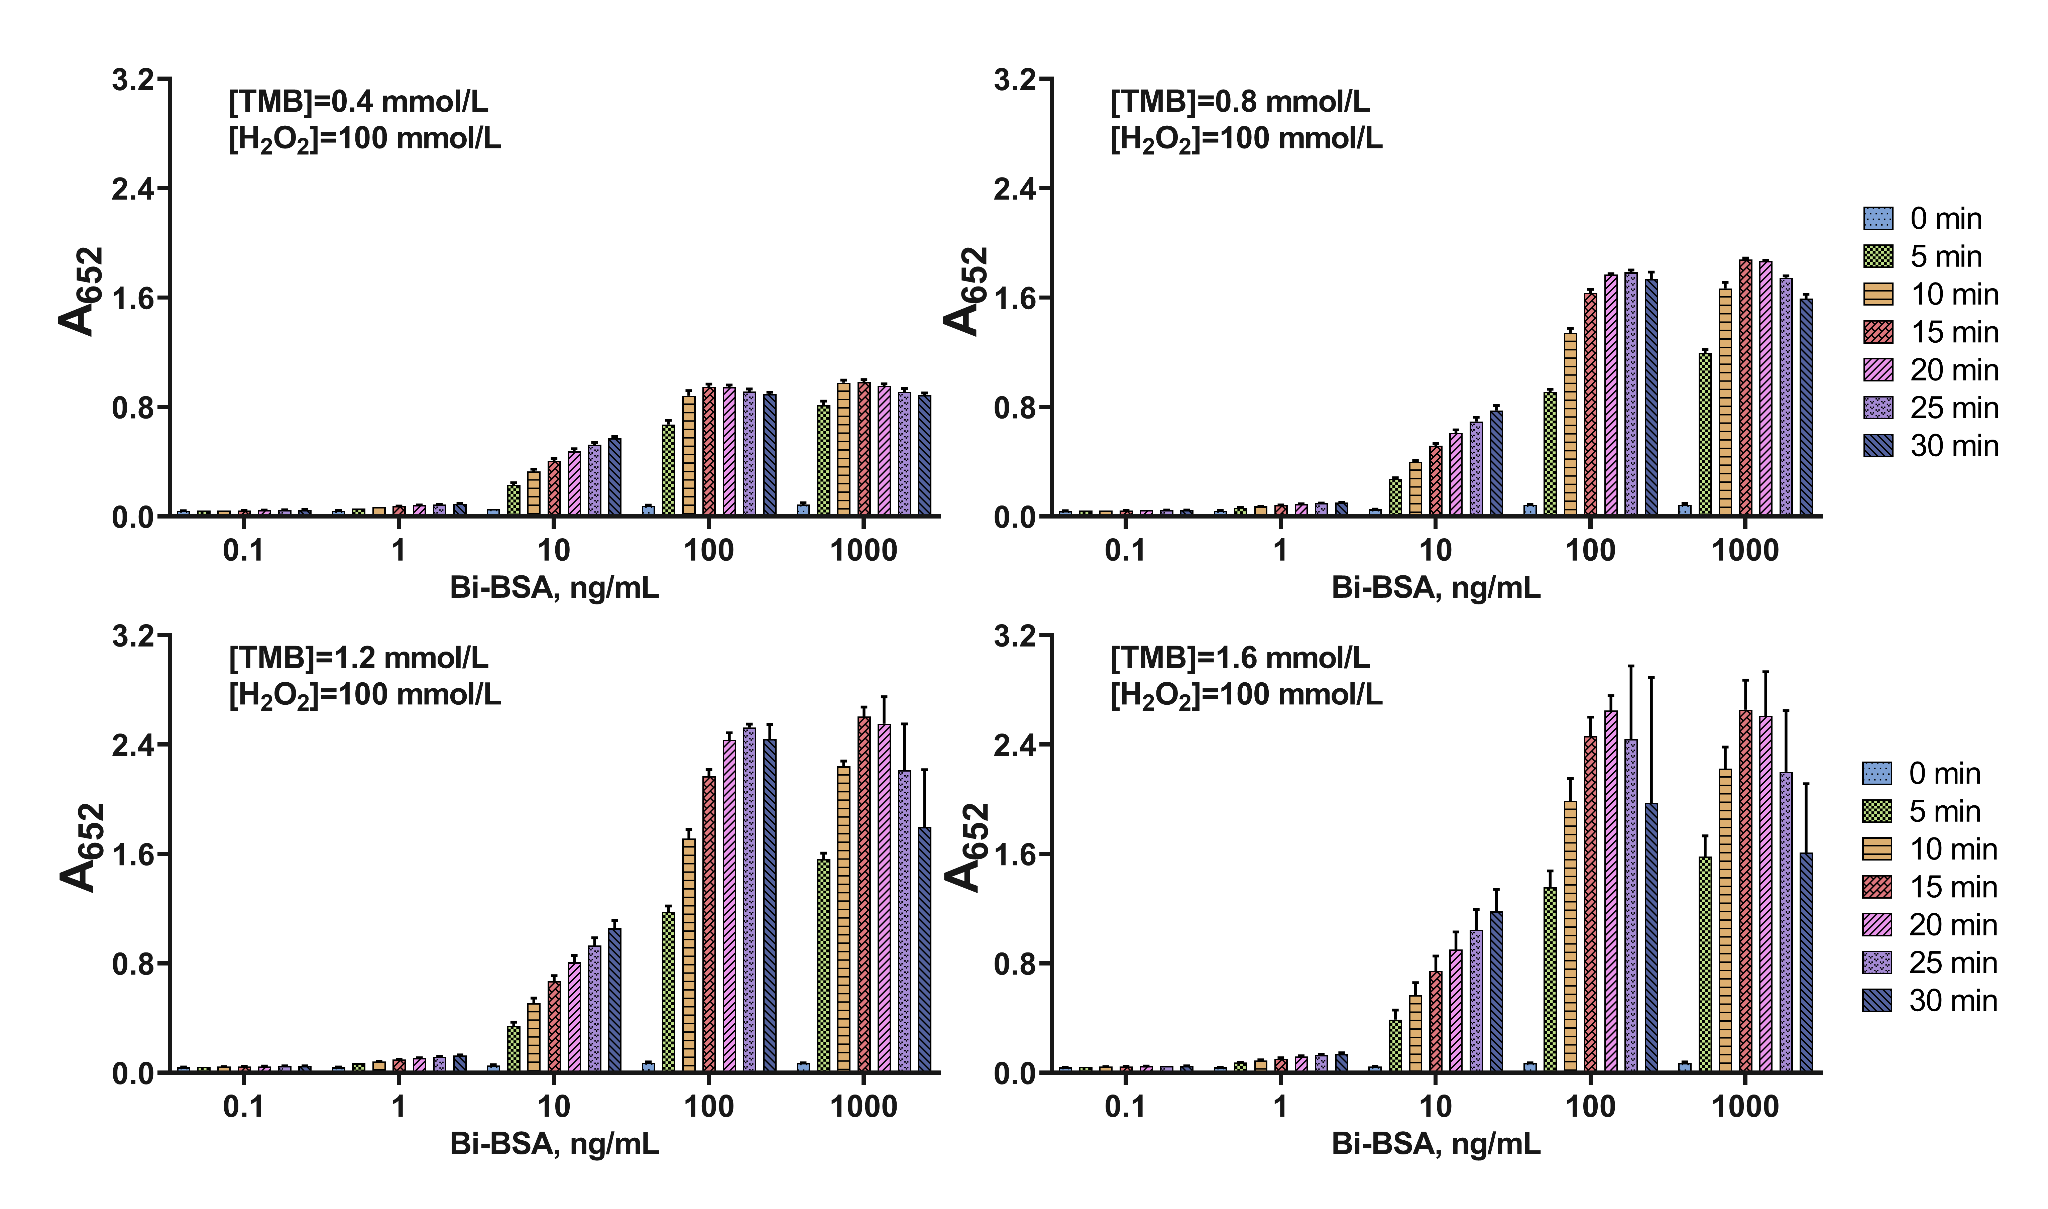 [TMB]=0.4 mmol/L
[H₂O₂]=100 mmol/L
3.2
2.4
1.6
0.8
0.0
A₆₅₂
0.1 1 10 100 1000
Bi-BSA, ng/mL
[TMB]=0.8 mmol/L
[H₂O₂]=100 mmol/L
3.2
2.4
1.6
0.8
0.0
A₆₅₂
0.1 1 10 100 1000
Bi-BSA, ng/mL
0 min
5 min
10 min
15 min
20 min
25 min
30 min
[TMB]=1.2 mmol/L
[H₂O₂]=100 mmol/L
3.2
2.4
1.6
0.8
0.0
A₆₅₂
0.1 1 10 100 1000
Bi-BSA, ng/mL
[TMB]=1.6 mmol/L
[H₂O₂]=100 mmol/L
3.2
2.4
1.6
0.8
0.0
A₆₅₂
0.1 1 10 100 1000
Bi-BSA, ng/mL
0 min
5 min
10 min
15 min
20 min
25 min
30 min